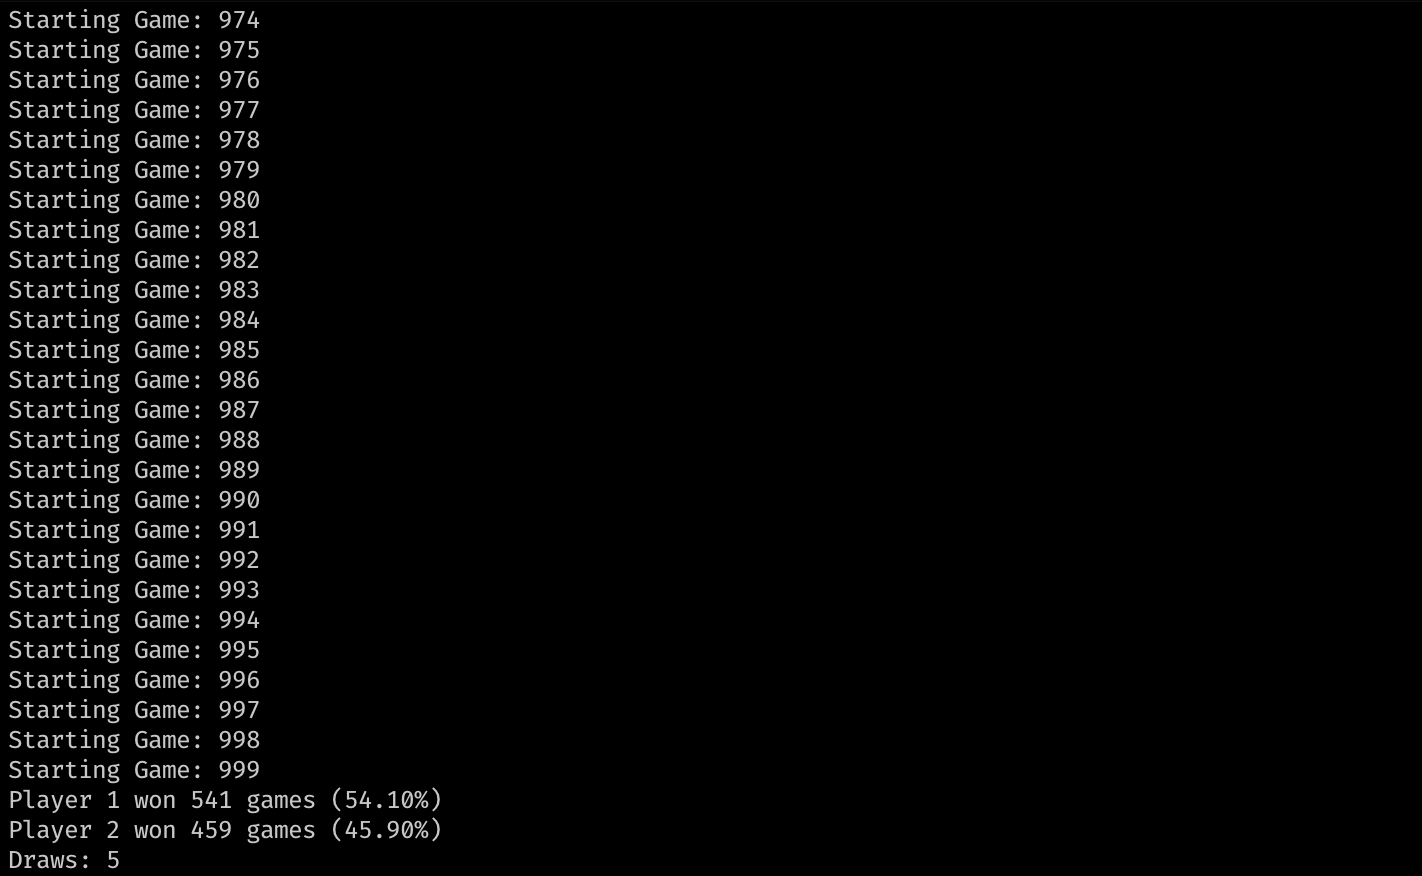 Starting Game: 974
Starting Game: 975
Starting Game: 976
Starting Game: 977
Starting Game: 978
Starting Game: 979
Starting Game: 980
Starting Game: 981
Starting Game: 982
Starting Game: 983
Starting Game: 984
Starting Game: 985
Starting Game: 986
Starting Game: 987
Starting Game: 988
Starting Game: 989
Starting Game: 990
Starting Game: 991
Starting Game: 992
Starting Game: 993
Starting Game: 994
Starting Game: 995
Starting Game: 996
Starting Game: 997
Starting Game: 998
Starting Game: 999
Player 1 won 541 games (54.10%)
Player 2 won 459 games (45.90%)
Draws: 5